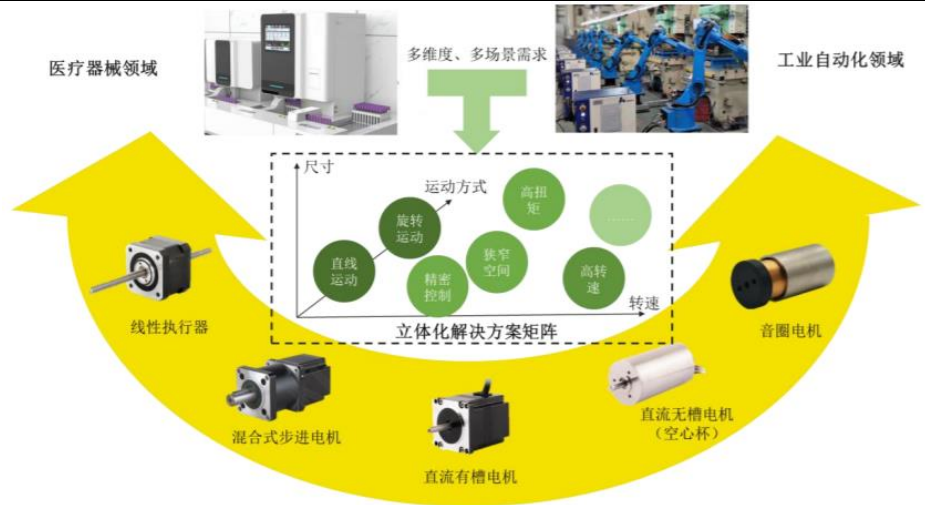 医疗器械领域
多维度、多场景需求
工业自动化领域
尺寸
运动方式
高扭
矩
……
旋转
运动
狭窄
空间
直线
运动
精密
控制
高转
速
转速
立体化解决方案矩阵
线性执行器
音圈电机
混合式步进电机
直流有槽电机
直流无槽电机
（空心杯）